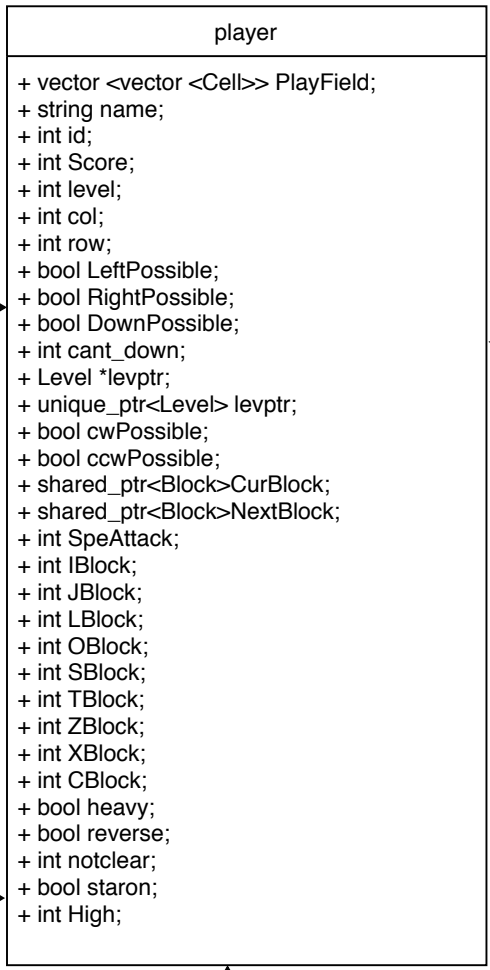 player
+ vector <vector <Cell>> PlayField;
+ string name;
+ int id;
+ int Score;
+ int level;
+ int col;
+ int row;
+ bool LeftPossible;
+ bool RightPossible;
+ bool DownPossible;
+ int cant_down;
+ Level *levptr;
+ unique_ptr<Level> levptr;
+ bool cwPossible;
+ bool ccwPossible;
+ shared_ptr<Block>CurBlock;
+ shared_ptr<Block>NextBlock;
+ int SpeAttack;
+ int IBlock;
+ int JBlock;
+ int LBlock;
+ int OBlock;
+ int SBlock;
+ int TBlock;
+ int ZBlock;
+ int XBlock;
+ int CBlock;
+ bool heavy;
+ bool reverse;
+ int notclear;
+ bool staron;
+ int High;